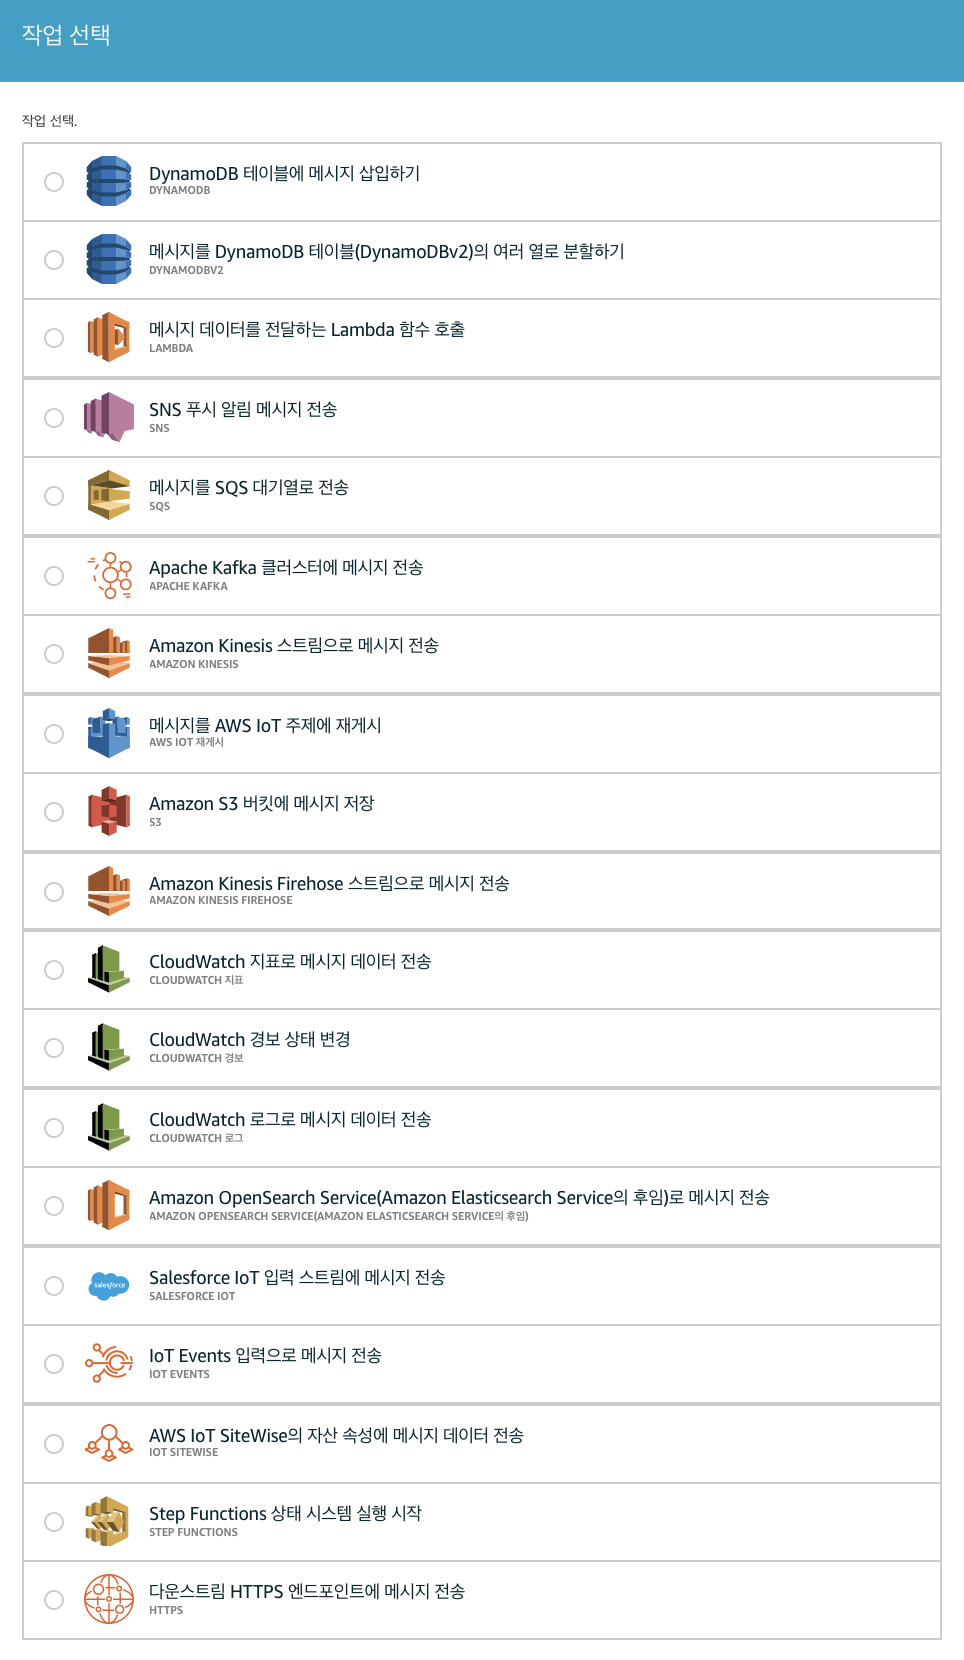 작업 선택
작업 선택.
DynamoDB 테이블에 메시지 삽입하기
DYNAMODB
메시지를 DynamoDB 테이블(DynamoDBv2)의 여러 열로 분할하기
DYNAMODBV2
메시지 데이터를 전달하는 Lambda 함수 호출
LAMBDA
SNS 푸시 알림 메시지 전송
SNS
메시지를 SQS 대기열로 전송
SQS
Apache Kafka 클러스터에 메시지 전송
APACHE KAFKA
Amazon Kinesis 스트림으로 메시지 전송
AMAZON KINESIS
메시지를 AWS IoT 주제에 재게시
AWS IOT 재게시
Amazon S3 버킷에 메시지 저장
S3
Amazon Kinesis Firehose 스트림으로 메시지 전송
AMAZON KINESIS FIREHOSE
CloudWatch 지표로 메시지 데이터 전송
CLOUDWATCH 지표
CloudWatch 경보 상태 변경
CLOUDWATCH 경보
CloudWatch 로그로 메시지 데이터 전송
CLOUDWATCH 로그
Amazon OpenSearch Service(Amazon Elasticsearch Service의 후임)로 메시지 전송
AMAZON OPENSEARCH SERVICE(AMAZON ELASTICSEARCH SERVICE의 후임)
salesforce
Salesforce IoT 입력 스트림에 메시지 전송
SALESFORCE IOT
IoT Events 입력으로 메시지 전송
IOT EVENTS
AWS IoT SiteWise의 자산 속성에 메시지 데이터 전송
IOT SITEWISE
Step Functions 상태 시스템 실행 시작
STEP FUNCTIONS
다운스트림 HTTPS 엔드포인트에 메시지 전송
HTTPS